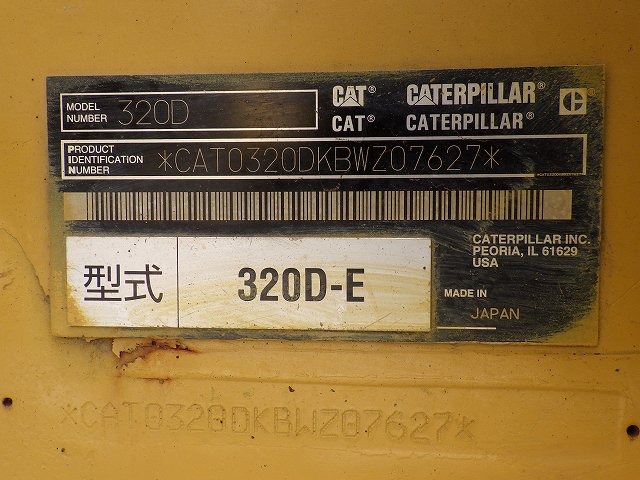 MODEL NUMBER 320D
CAT® CATERPILLAR® C
CAT® CATERPILLAR®
PRODUCT IDENTIFICATION NUMBER *CAT0320DKBWZ07627*
型式 320D-E
CATERPILLAR INC.
PEORIA, IL 61629
USA
MADE IN
JAPAN
*CAT0320DKBWZ07627*